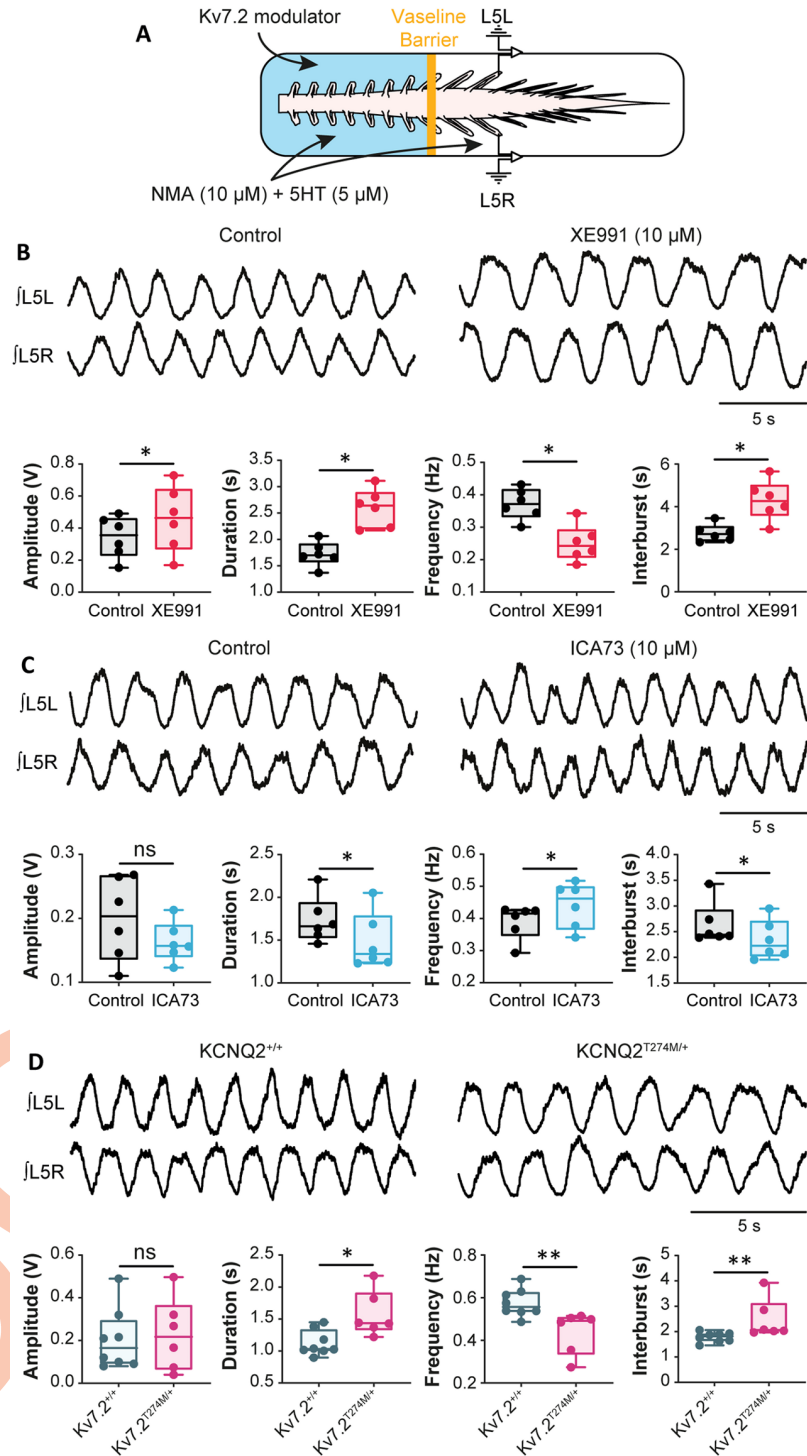 A
Kv7.2 modulator
Vaseline
Barrier
L5L
NMA (10 µM) + 5HT (5 µM)
L5R
B
Control
XE991 (10 µM)
∫L5L
∫L5R
5 s
Amplitude (V)
0.8
0.6
0.4
0.2
0.0
*
Control XE991
Duration (s)
3.5
3.0
2.5
2.0
1.5
1.0
*
Control XE991
Frequency (Hz)
0.5
0.4
0.3
0.2
0.1
*
Control XE991
Interburst (s)
6
4
2
0
*
Control XE991
C
Control
ICA73 (10 µM)
∫L5L
∫L5R
5 s
Amplitude (V)
0.3
0.2
0.1
ns
Control ICA73
Duration (s)
2.5
2.0
1.5
1.0
*
Control ICA73
Frequency (Hz)
0.6
0.5
0.4
0.3
0.2
*
Control ICA73
Interburst (s)
4.0
3.5
3.0
2.5
2.0
1.5
*
Control ICA73
D
KCNQ2+/+
KCNQ2T274M/+
∫L5L
∫L5R
5 s
Amplitude (V)
0.6
0.4
0.2
0.0
ns
Kv7.2+/+
Kv7.2T274M/+
Duration (s)
2.5
2.0
1.5
1.0
0.5
*
Kv7.2+/+
Kv7.2T274M/+
Frequency (Hz)
0.8
0.6
0.4
0.2
**
Kv7.2+/+
Kv7.2T274M/+
Interburst (s)
5
4
3
2
1
0
**
Kv7.2+/+
Kv7.2T274M/+